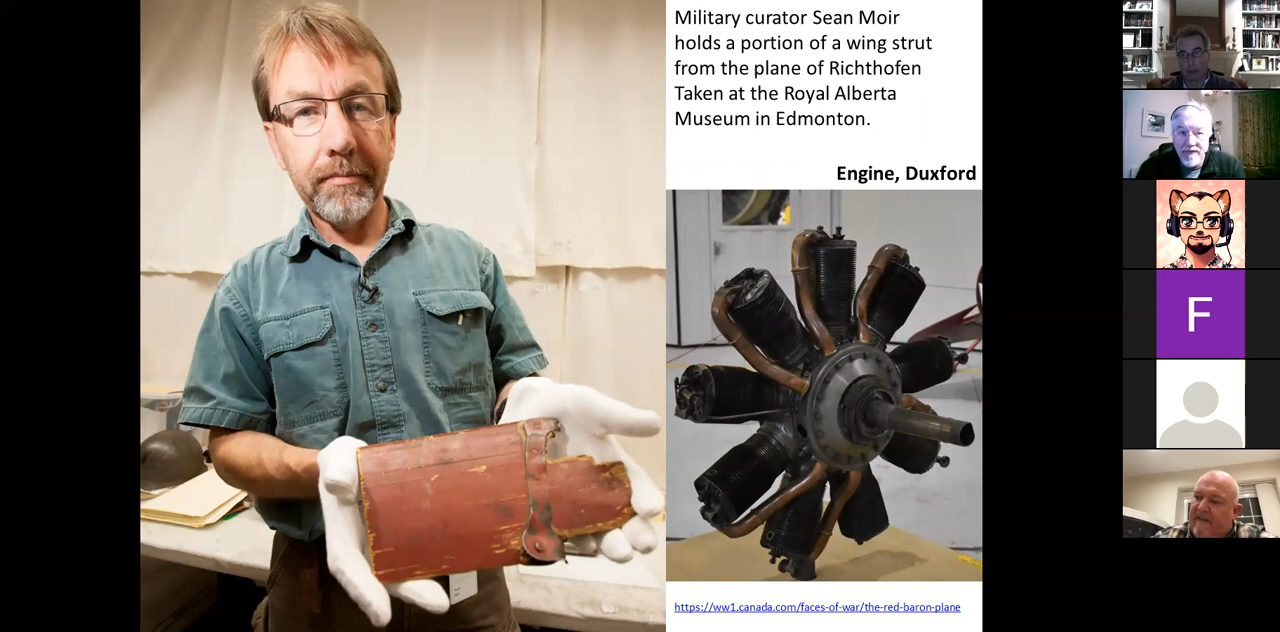 Military curator Sean Moir
holds a portion of a wing strut
from the plane of Richthofen
Taken at the Royal Alberta
Museum in Edmonton.
Engine, Duxford
https://ww1.canada.com/faces-of-war/the-red-baron-plane
F